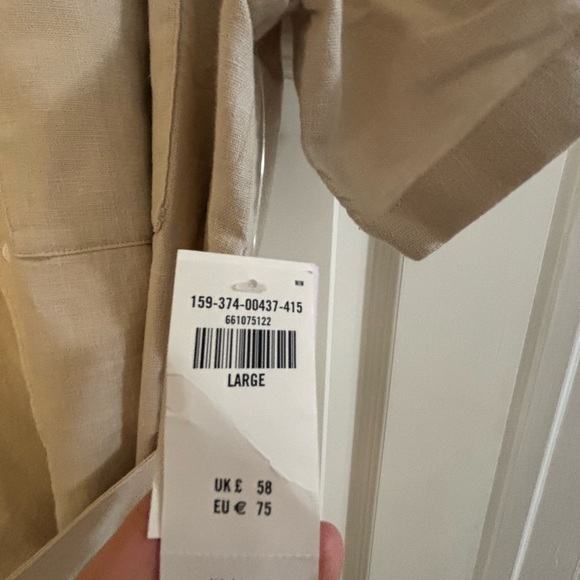 159-374-00437-415
661075122
LARGE
UK £ 58
EU € 75